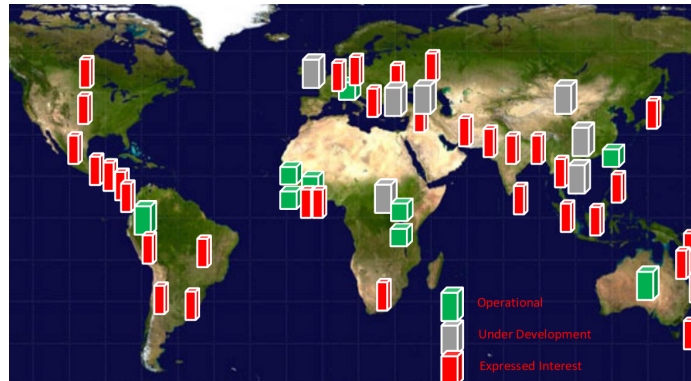 Operational
Under Development
Expressed Interest